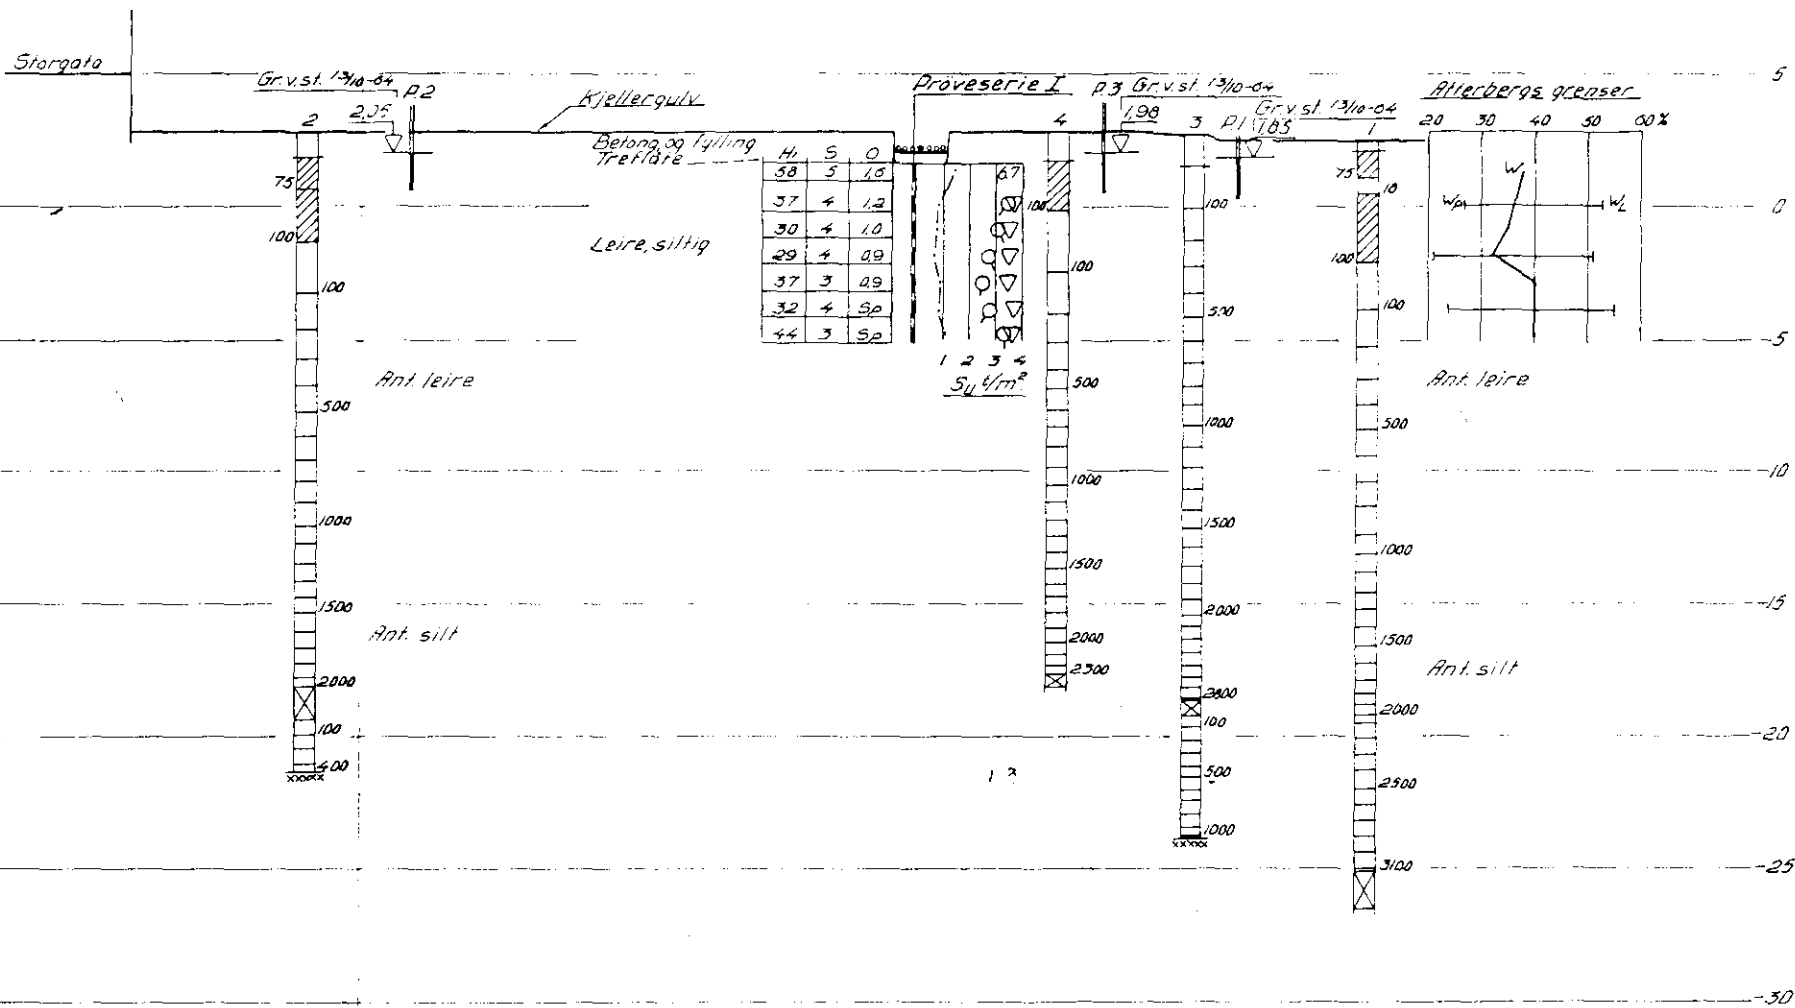 Storgata
5
Gr.v.st. 13/10-64
P.2
Kjellergulv
Prøveserie I
P.3 Gr.v.st. 13/10-64
Gr.v.st. 13/10-64
Atterbergs grenser
2
4
1,98
3
P.1
1,85
1
20 30 40 50 60%
Betong og fylling
Treflåte
H₁ S O
58 5 1,6
37 4 1,2
30 4 1,0
29 4 0,9
37 3 0,9
32 4 Sp
44 3 Sp
6,7
W
Wp
WL
0
Leire, siltig
1 2 3 4
Su t/m²
-5
Ant. leire
Ant. leire
-10
-15
Ant. silt
Ant. silt
-20
-25
-30
75
100
100
500
1000
1500
2000
100
400
100
100
500
1000
1500
2000
2300
100
500
1000
1500
2000
100
500
1000
75
10
100
100
500
1000
1500
2000
2500
3100